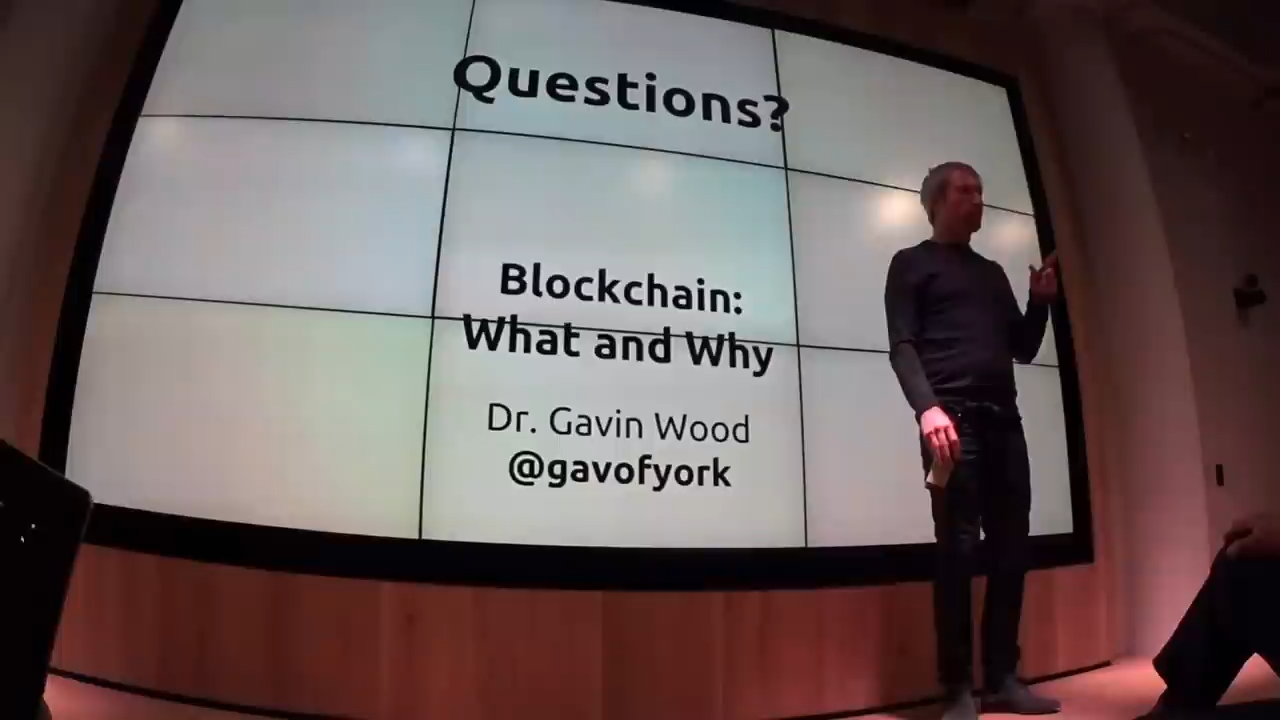 Questions?
Blockchain:
What and Why
Dr. Gavin Wood
@gavofyork